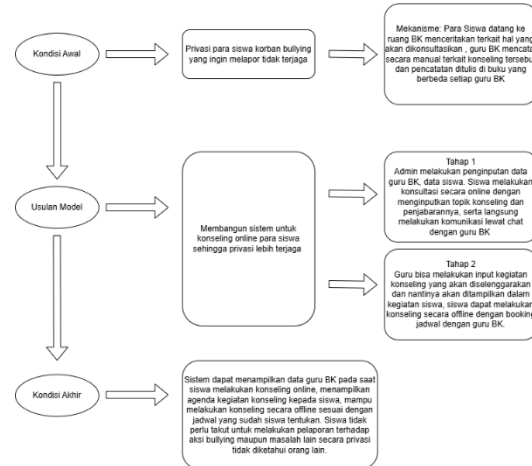 Kondisi Awal
Privasi para siswa korban bullying
yang ingin melapor tidak terjaga
Mekanisme: Para Siswa datang ke
ruang BK menceritakan terkait hal yang
akan dikonsultasikan , guru BK mencatat
secara manual terkait konseling tersebut
dan pencatatan ditulis di buku yang
berbeda setiap guru BK
Usulan Model
Membangun sistem untuk
konseling online para siswa
sehingga privasi lebih terjaga
Tahap 1
Admin melakukan penginputan data
guru BK, data siswa. Siswa melakukan
konsultasi secara online dengan
menginputkan topik konseling dan
penjabarannya, serta langsung
melakukan komunikasi lewat chat
dengan guru BK
Tahap 2
Guru bisa melakukan input kegiatan
konseling yang akan diselenggarakan
dan nantinya akan ditampilkan dalam
kegiatan siswa, siswa dapat melakukan
konseling secara offline dengan booking
jadwal dengan guru BK.
Kondisi Akhir
Sistem dapat menampilkan data guru BK pada saat
siswa melakukan konseling online, menampilkan
agenda kegiatan konseling kepada siswa, mampu
melakukan konseling secara offline sesuai dengan
jadwal yang sudah siswa tentukan. Siswa tidak
perlu takut untuk melakukan pelaporan terhadap
aksi bullying maupun masalah lain secara privasi
tidak diketahui orang lain.